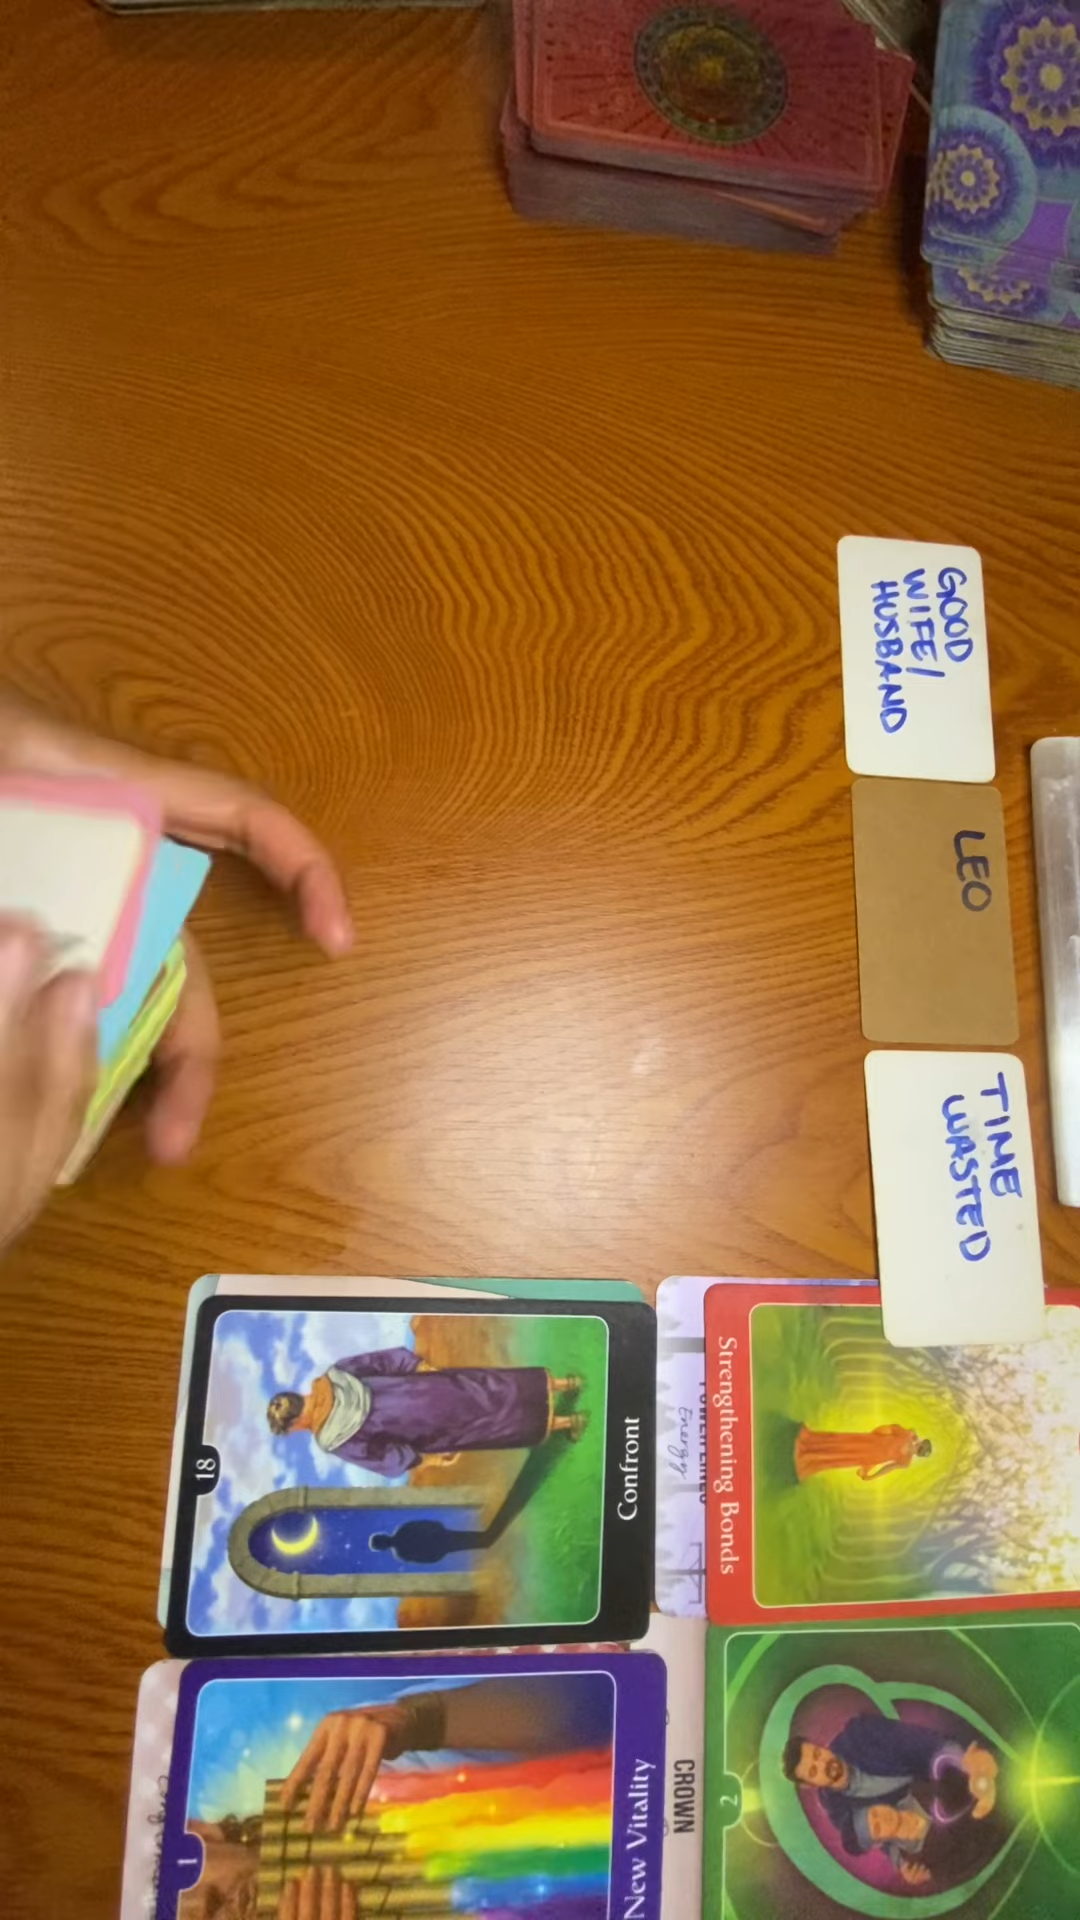 GOOD
WIFE/
HUSBAND
LEO
TIME
WASTED
18
Confront
Energy
Strengthening Bonds
1
New Vitality
CROWN
2